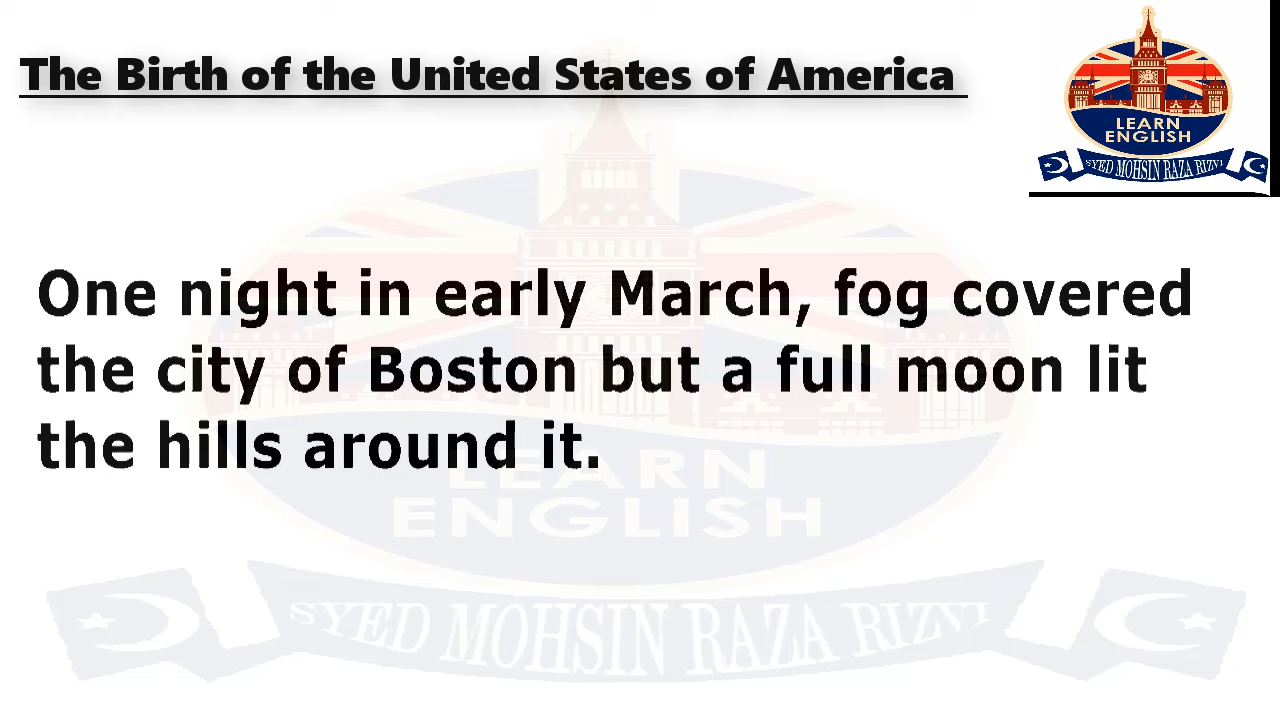 The Birth of the United States of America
LEARN
ENGLISH
SYED MOHSIN RAZA RIZVI
One night in early March, fog covered
the city of Boston but a full moon lit
the hills around it.
LEARN
ENGLISH
SYED MOHSIN RAZA RIZVI